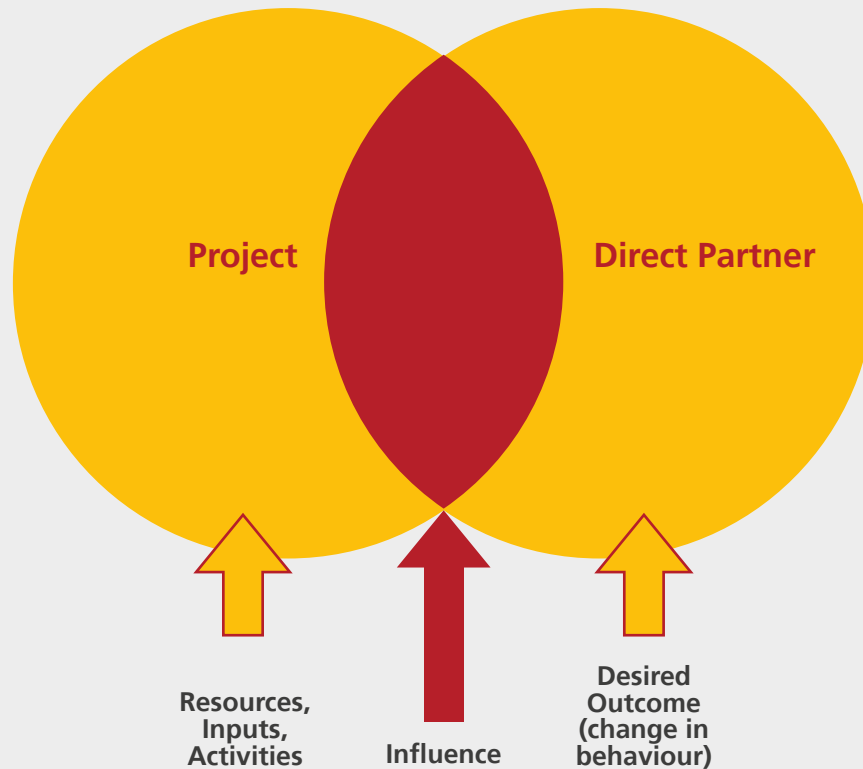 Project
Direct Partner
Resources,
Inputs,
Activities
Influence
Desired
Outcome
(change in
behaviour)